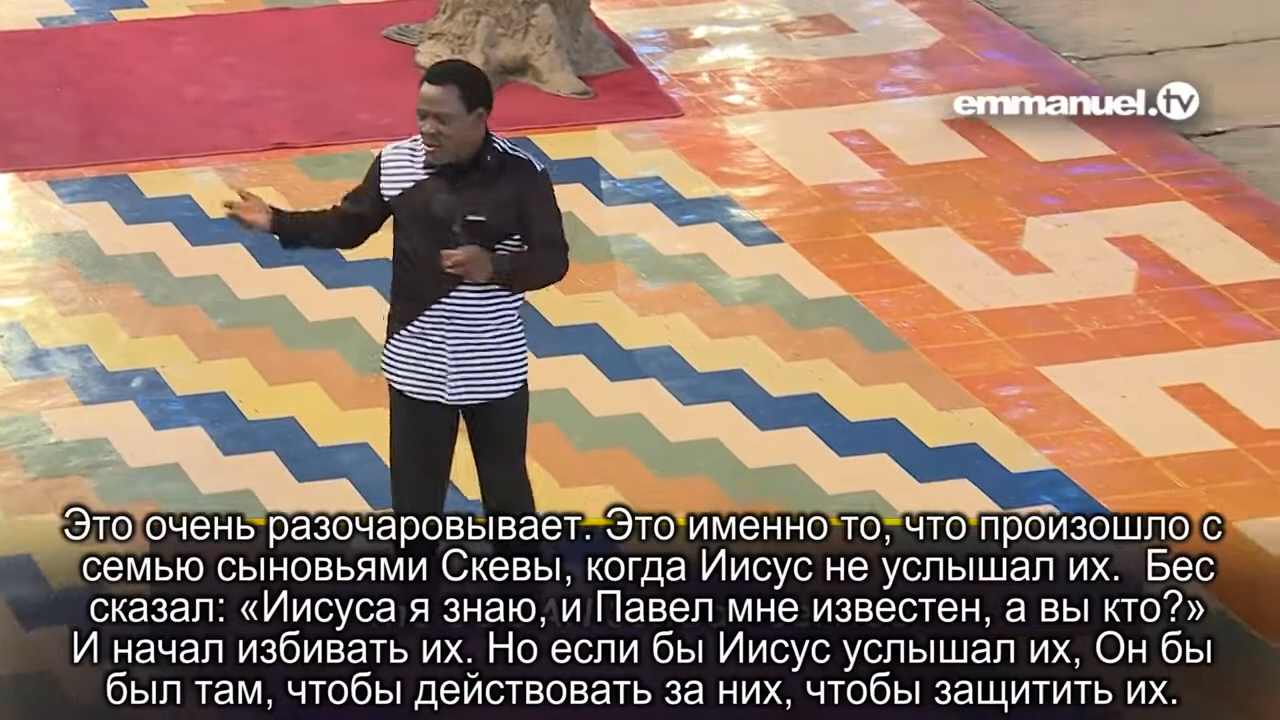 emmanuel.tv
Это очень разочаровывает. Это именно то, что произошло с
семью сыновьями Скевы, когда Иисус не услышал их.  Бес
сказал: «Иисуса я знаю, и Павел мне известен, а вы кто?»
И начал избивать их. Но если бы Иисус услышал их, Он бы
был там, чтобы действовать за них, чтобы защитить их.